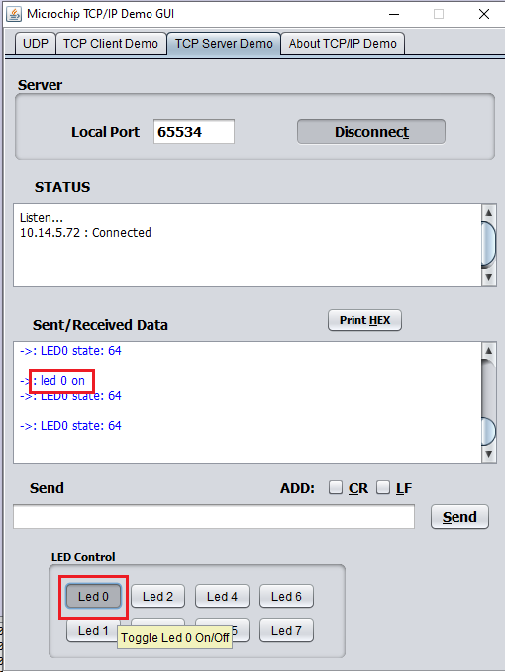 Microchip TCP/IP Demo GUI
UDP TCP Client Demo TCP Server Demo About TCP/IP Demo
Server
Local Port 65534 Disconnect
STATUS
Listen...
10.14.5.72 : Connected
Sent/Received Data Print HEX
->: LED0 state: 64
->: led 0 on
->: LED0 state: 64
->: LED0 state: 64
Send ADD: CR LF
Send
LED Control
Led 0 Led 2 Led 4 Led 6
Led 1 5 Led 7
Toggle Led 0 On/Off